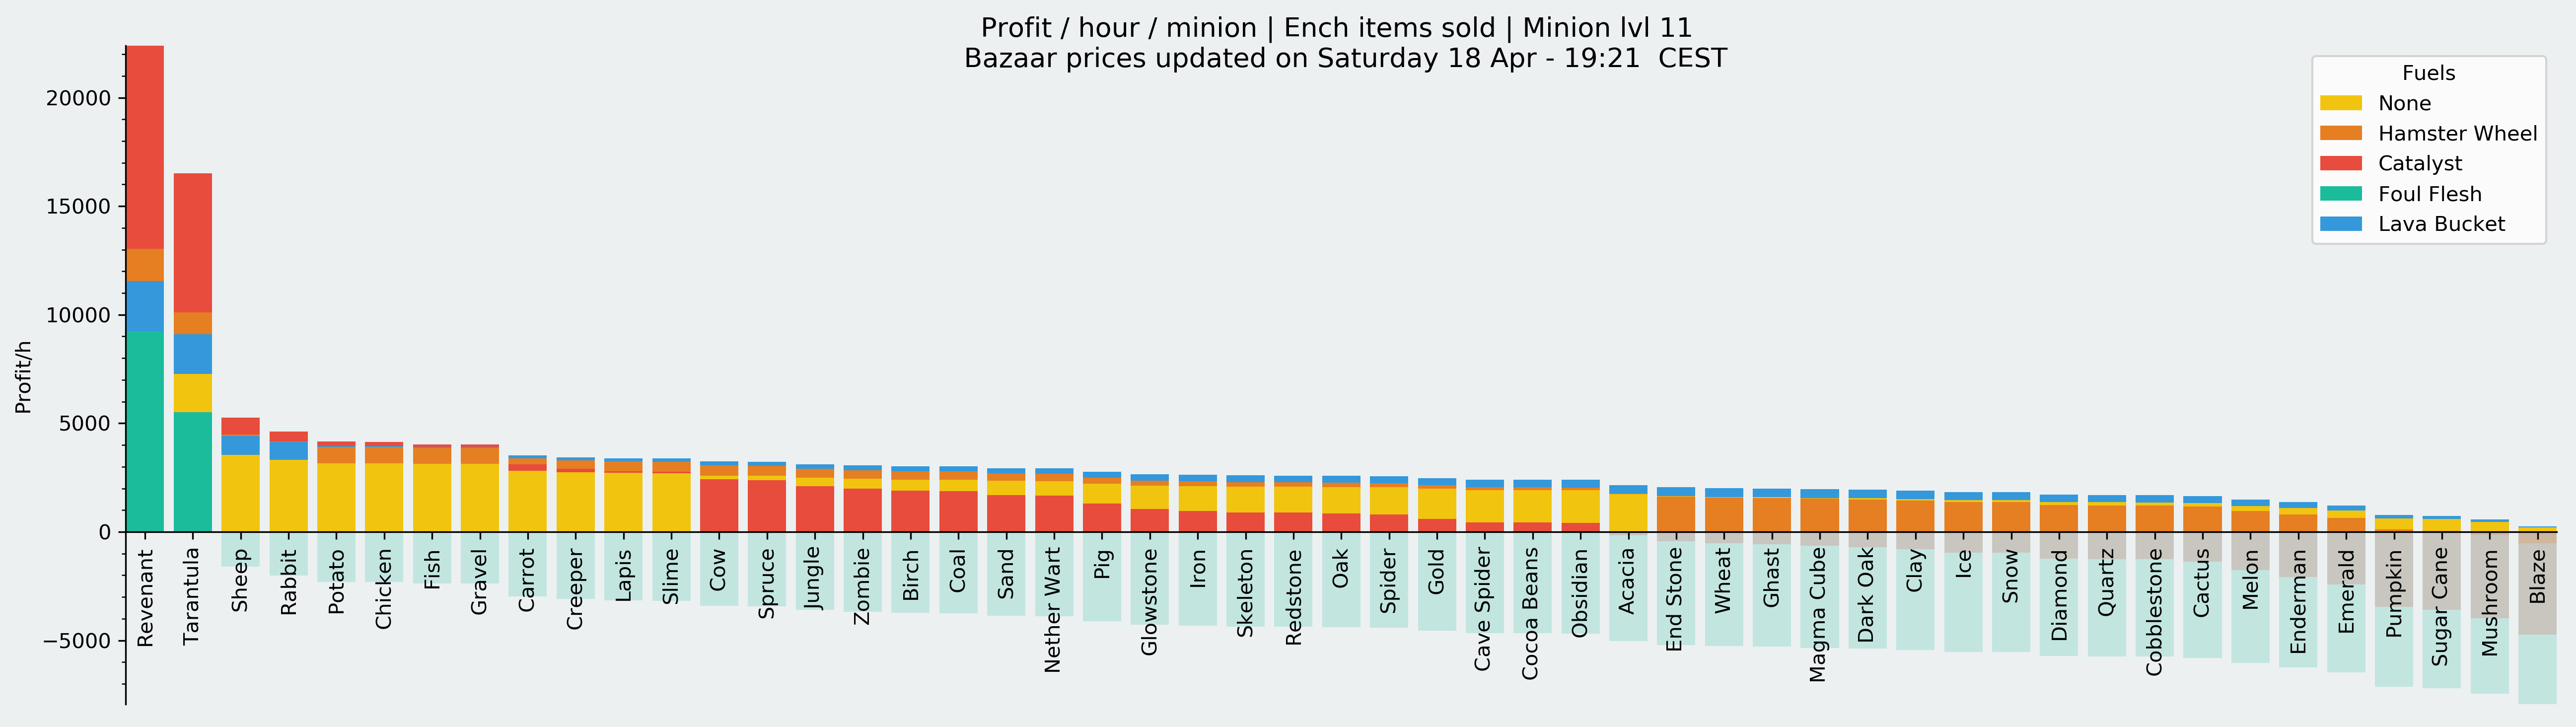 Profit / hour / minion | Ench items sold | Minion lvl 11
Bazaar prices updated on Saturday 18 Apr - 19:21  CEST
Fuels
None
Hamster Wheel
Catalyst
Foul Flesh
Lava Bucket
Profit/h
20000
15000
10000
5000
0
−5000
Revenant
Tarantula
Sheep
Rabbit
Potato
Chicken
Fish
Gravel
Carrot
Creeper
Lapis
Slime
Cow
Spruce
Jungle
Zombie
Birch
Coal
Sand
Nether Wart
Pig
Glowstone
Iron
Skeleton
Redstone
Oak
Spider
Gold
Cave Spider
Cocoa Beans
Obsidian
Acacia
End Stone
Wheat
Ghast
Magma Cube
Dark Oak
Clay
Ice
Snow
Diamond
Quartz
Cobblestone
Cactus
Melon
Enderman
Emerald
Pumpkin
Sugar Cane
Mushroom
Blaze